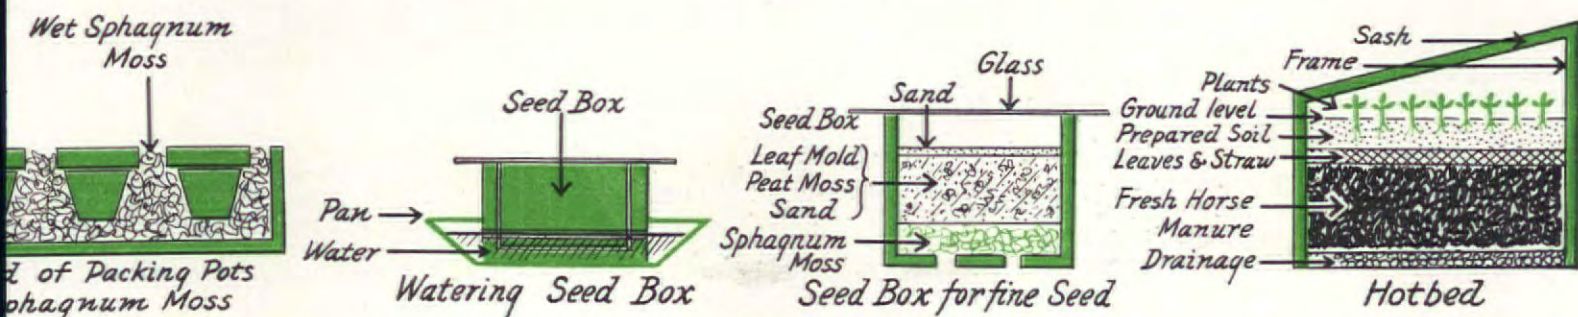 Wet Sphagnum
Moss
of Packing Pots
Moss
Seed Box
Pan
Water
Watering Seed Box
Glass
Sand
Seed Box
Leaf Mold
Peat Moss
Sand
Sphagnum
Moss
Seed Box for fine Seed
Sash
Frame
Plants
Ground level
Prepared Soil
Leaves & Straw
Fresh Horse
Manure
Drainage
Hotbed